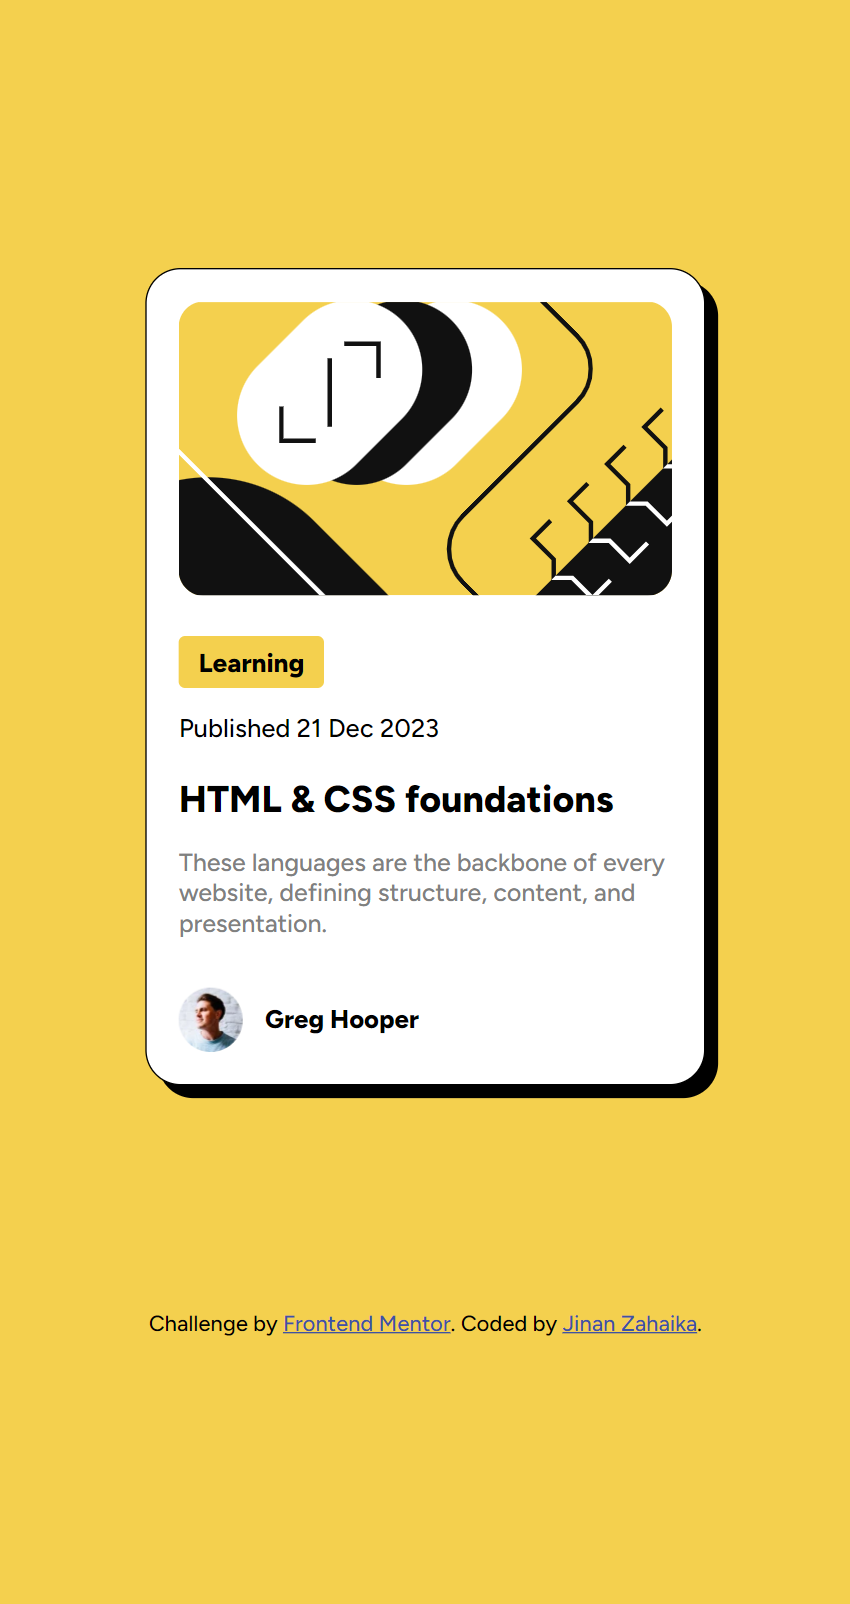 Learning
Published 21 Dec 2023
HTML & CSS foundations
These languages are the backbone of every
website, defining structure, content, and
presentation.
Greg Hooper
Challenge by Frontend Mentor. Coded by Jinan Zahaika.